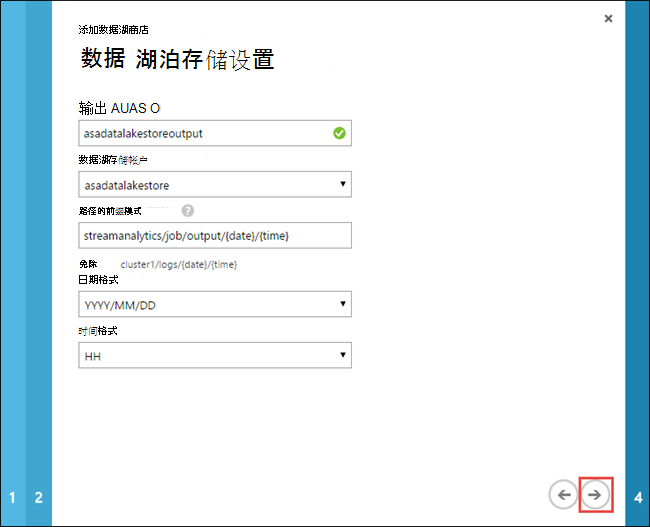 添加数据湖商店
数据 湖泊存储设置
输出 AUAS O
asadatalakestoreoutput
数据湖存储帐户
asadatalakestore
路径的前缀模式 ?
streamanalytics/job/output/{date}/{time}
免除 cluster1/logs/{date}/{time}
日期格式
YYYY/MM/DD
时间格式
HH
1 2 4